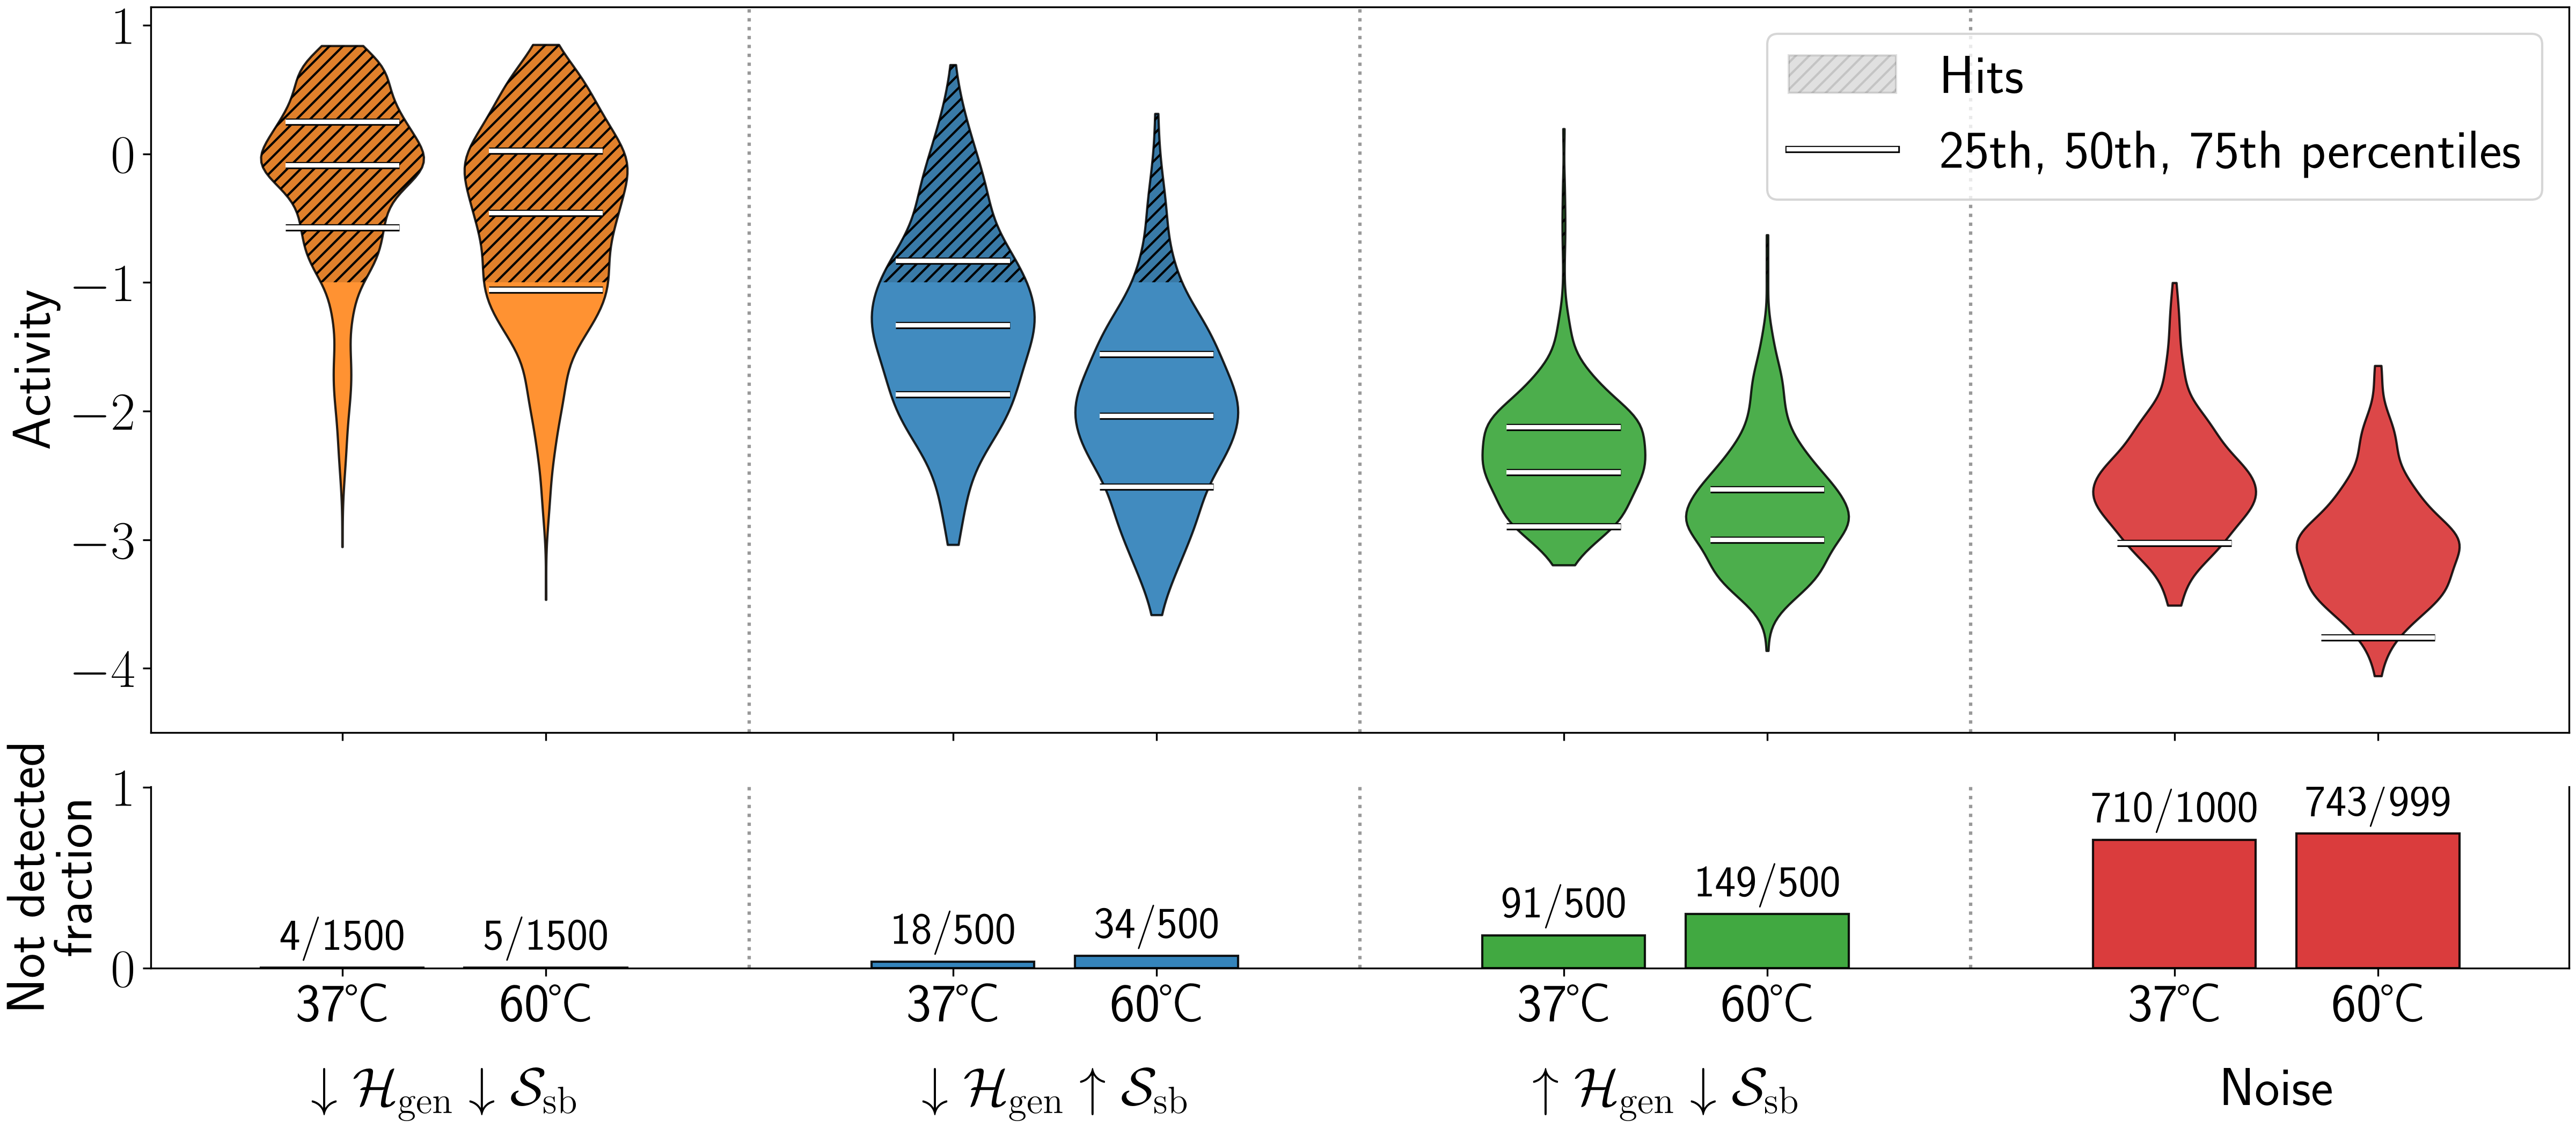 1
0
−1
−2
−3
−4
Activity
Hits
25th, 50th, 75th percentiles
Not detected
fraction
1
0
4/1500
5/1500
18/500
34/500
91/500
149/500
710/1000
743/999
37°C
60°C
37°C
60°C
37°C
60°C
37°C
60°C
↓ ℋgen ↓ 𝒮sb
↓ ℋgen ↑ 𝒮sb
↑ ℋgen ↓ 𝒮sb
Noise